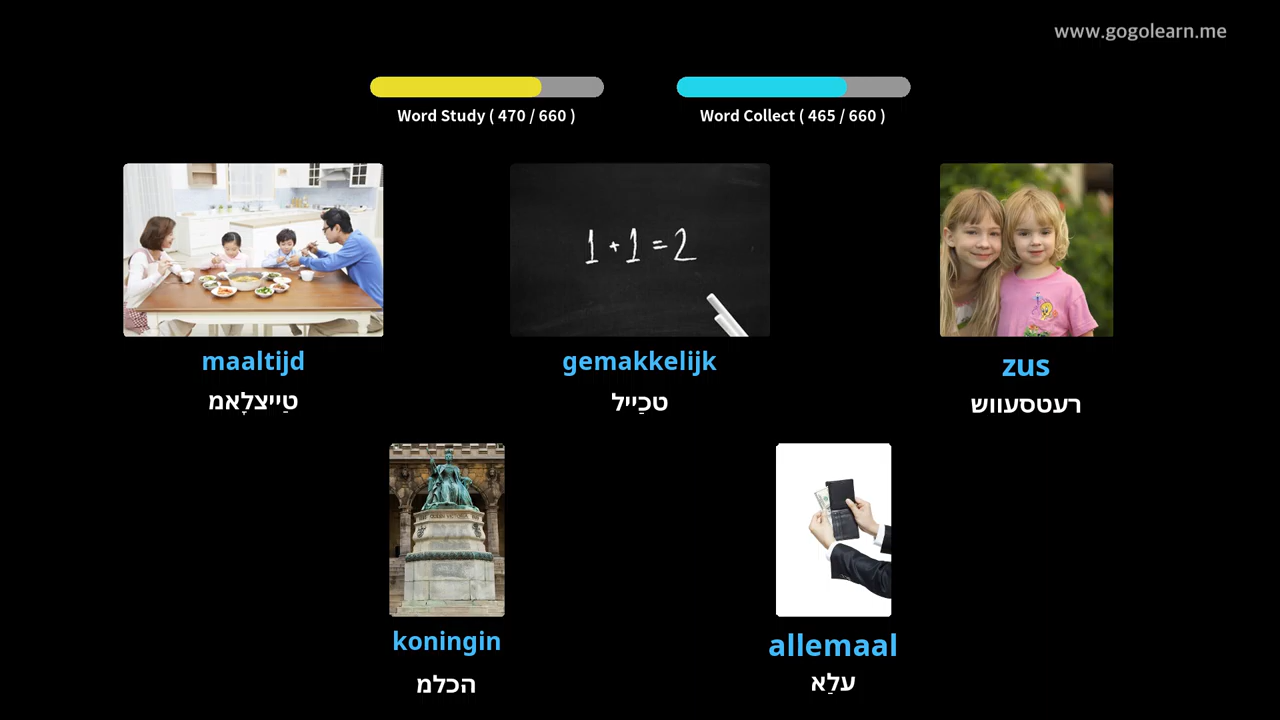 www.gogolearn.me
Word Study ( 470 / 660 )
Word Collect ( 465 / 660 )
maaltijd
טַייצלָאמ
gemakkelijk
טכַייל
zus
רעטסעווש
koningin
הכלמ
allemaal
עלַא